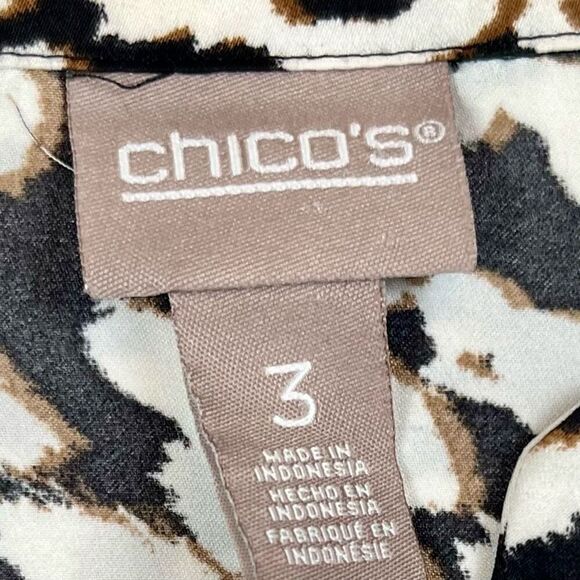 chico's®
3
MADE IN
INDONESIA
HECHO EN
INDONESIA
FABRIQUÉ EN
INDONÉSIE